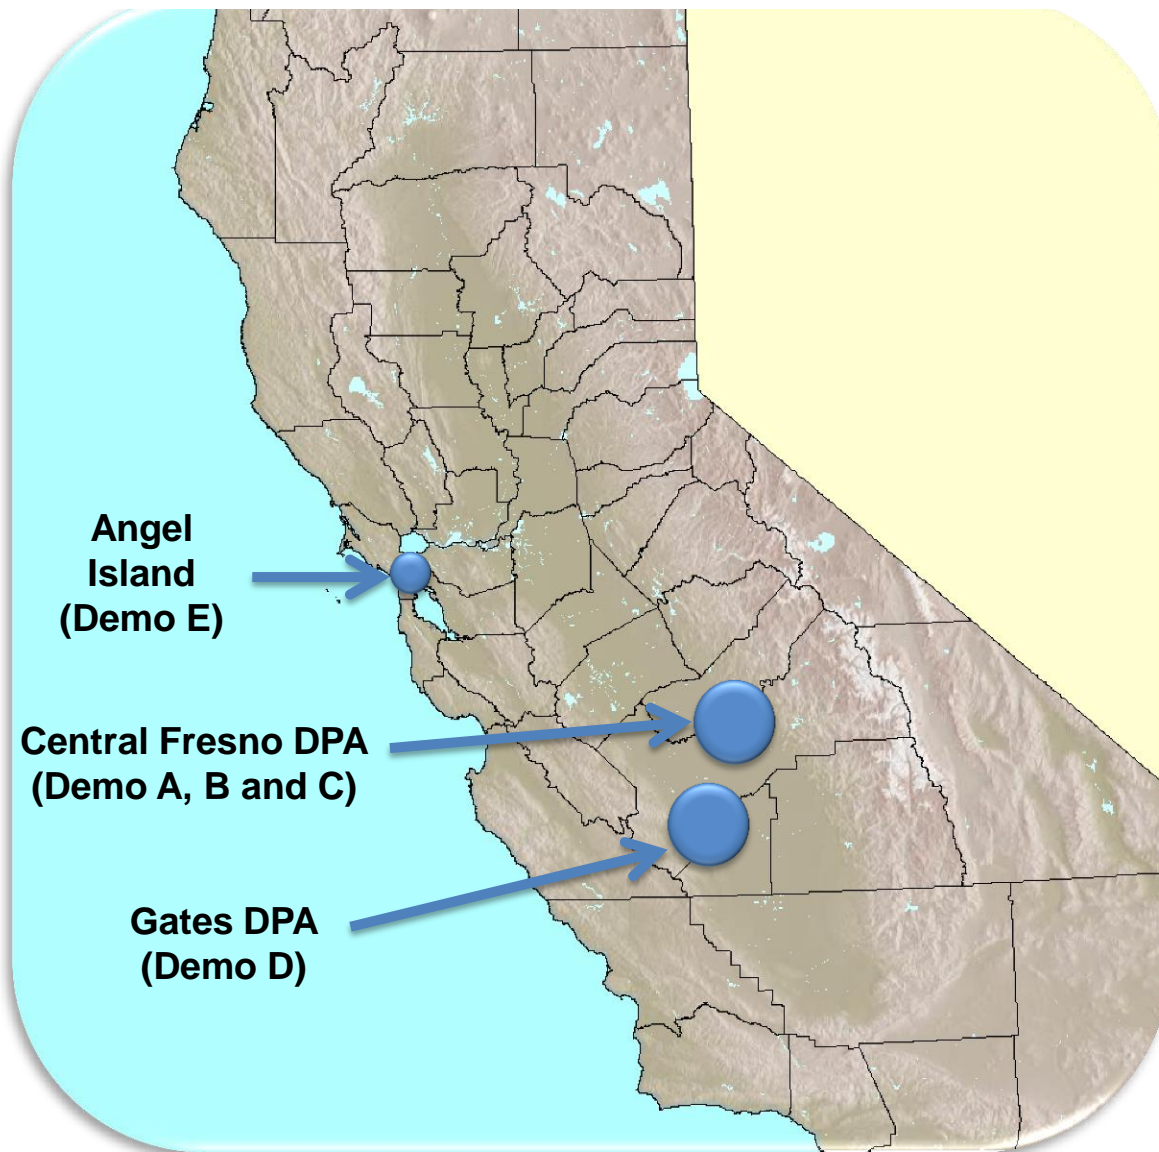 Angel
Island
(Demo E)
Central Fresno DPA
(Demo A, B and C)
Gates DPA
(Demo D)